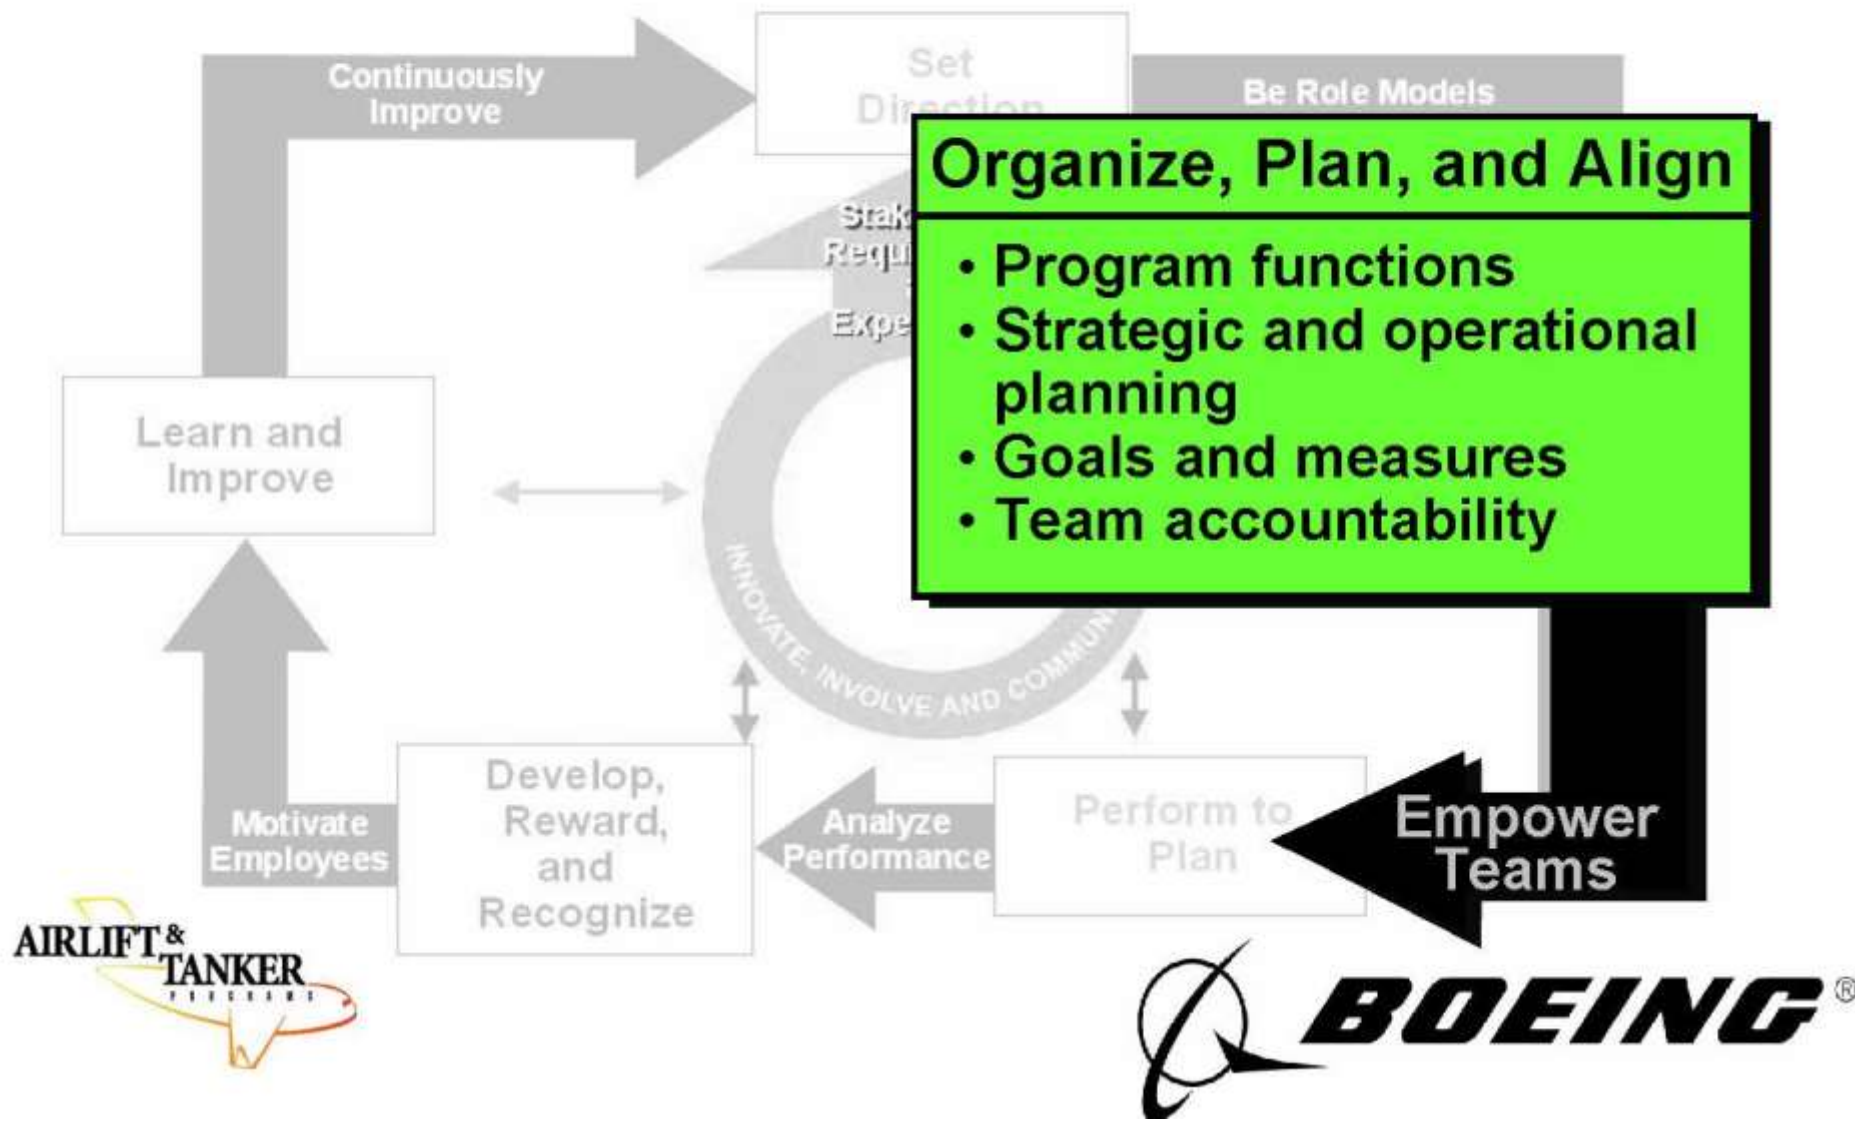 Continuously
Improve
Set
Direction
Be Role Models
Organize, Plan, and Align
• Program functions
• Strategic and operational
planning
• Goals and measures
• Team accountability
Learn and
Improve
INNOVATE, INVOLVE AND
Develop,
Reward,
and
Recognize
Motivate
Employees
Analyze
Performance
Perform to
Plan
Empower
Teams
AIRLIFT &
TANKER
PROGRAMS
BOEING®